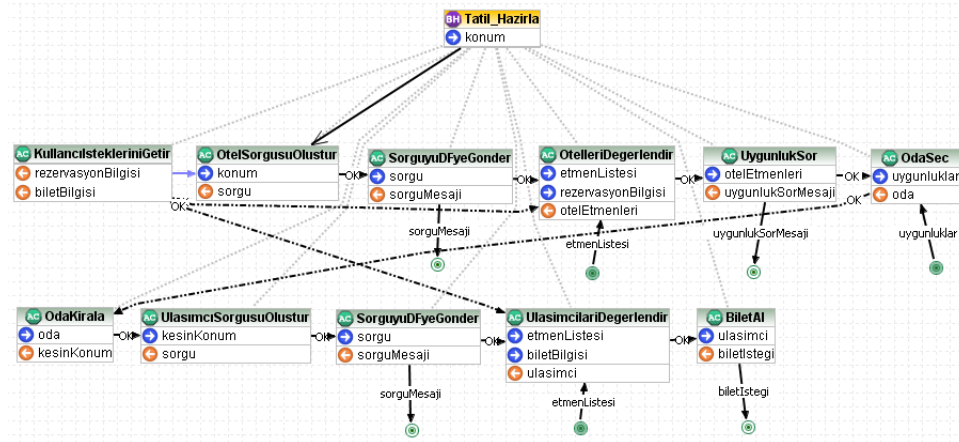 BH Tatil_Hazirla
konum
AC KullanıcıIstekleriniGetir
rezervasyonBilgisi
biletBilgisi
AC OtelSorgusuOlustur
konum
sorgu
OK
AC SorguyuDFyeGonder
sorgu
sorguMesaji
OK
AC OtelleriDegerlendir
etmenListesi
rezervasyonBilgisi
otelEtmenleri
OK
AC UygunlukSor
otelEtmenleri
uygunlukSorMesaji
OK
AC OdaSec
uygunluklar
oda
OK
OK
sorguMesaji
etmenListesi
uygunlukSorMesaji
uygunluklar
AC OdaKirala
oda
kesinKonum
OK
AC UlasımcıSorgusuOlustur
kesinKonum
sorgu
OK
AC SorguyuDFyeGonder
sorgu
sorguMesaji
OK
AC UlasimcilariDegerlendir
etmenListesi
biletBilgisi
ulasimci
OK
AC BiletAl
ulasimci
biletIstegi
sorguMesaji
etmenListesi
biletIstegi